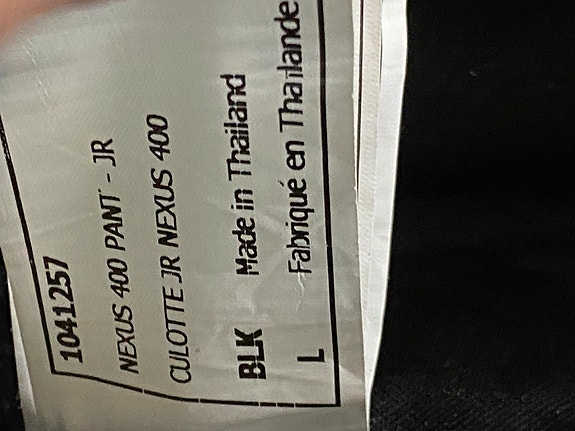 1041257
NEXUS 400 PANT - JR
CULOTTE JR NEXUS 400
BLK Made in Thailand
L Fabriqué en Thaïlande